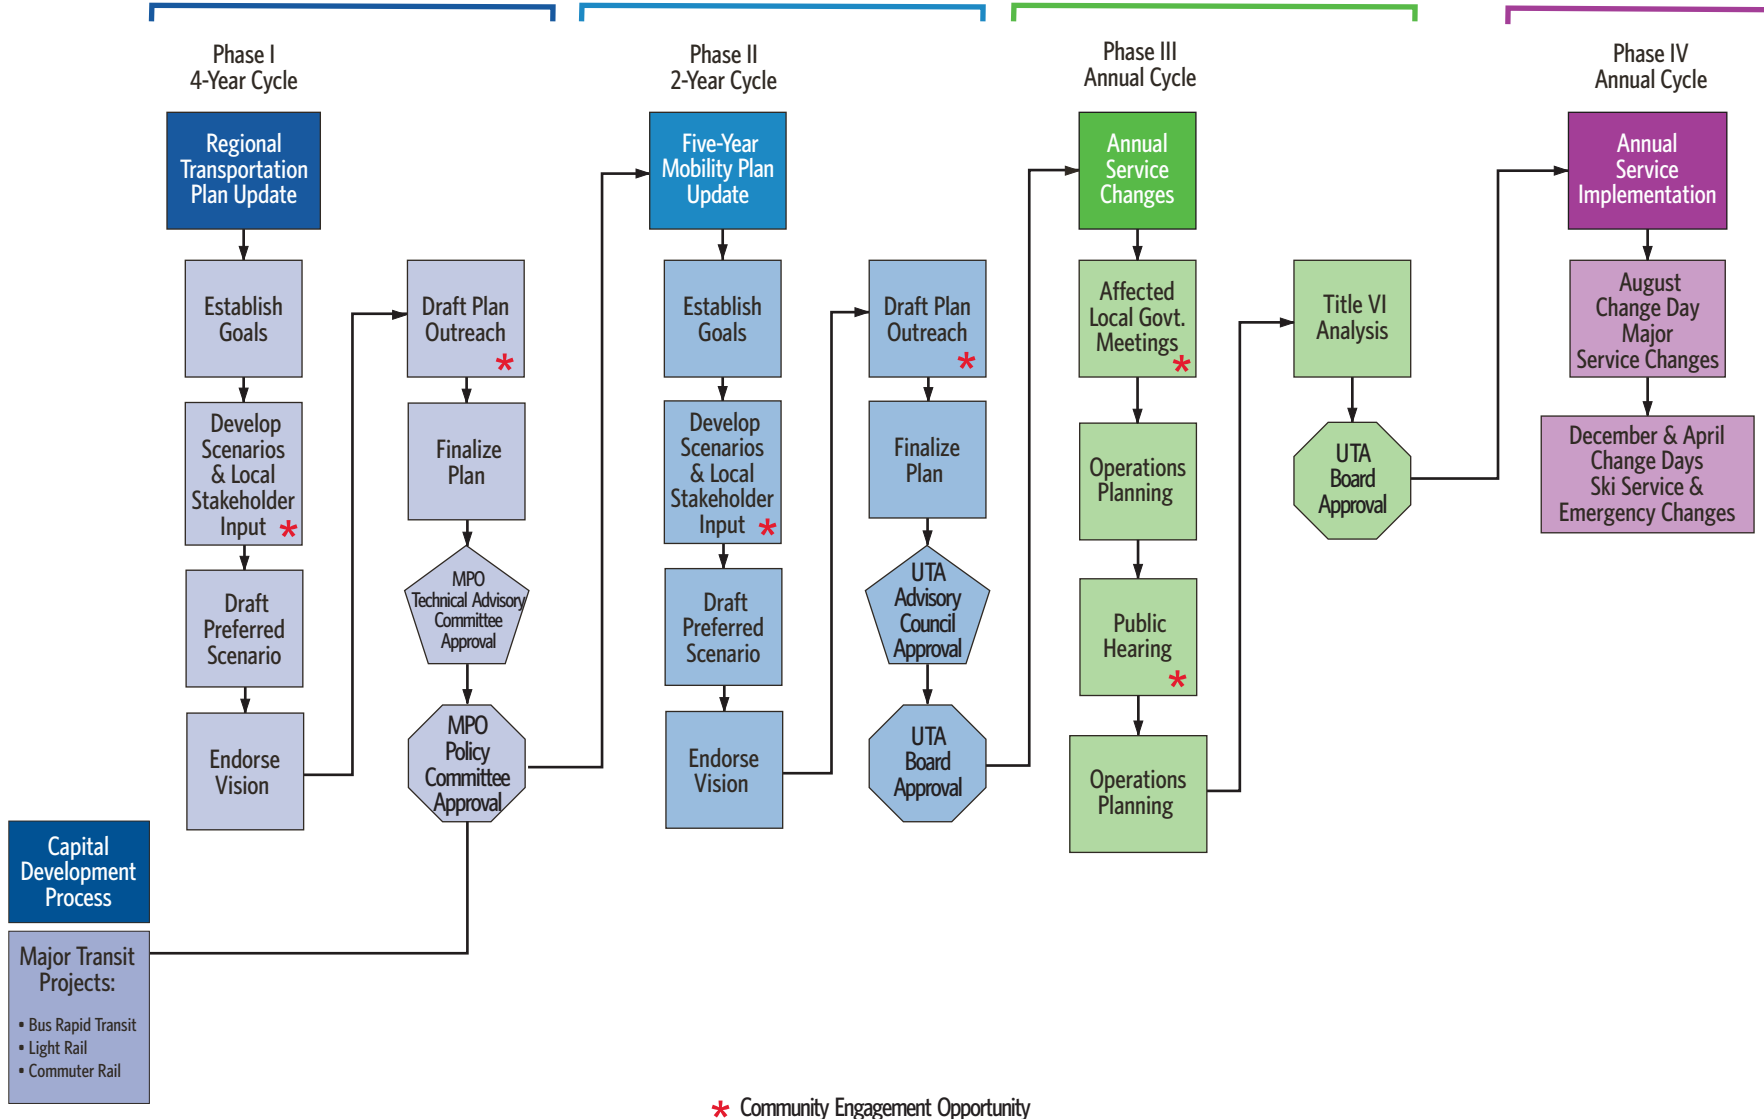 Phase I
4-Year Cycle
Regional
Transportation
Plan Update
Establish
Goals
Develop
Scenarios
& Local
Stakeholder
Input *
Draft
Preferred
Scenario
Endorse
Vision
Draft Plan
Outreach
*
Finalize
Plan
MPO
Technical Advisory
Committee
Approval
MPO
Policy
Committee
Approval
Capital
Development
Process
Major Transit
Projects:
• Bus Rapid Transit
• Light Rail
• Commuter Rail
Phase II
2-Year Cycle
Five-Year
Mobility Plan
Update
Establish
Goals
Develop
Scenarios
& Local
Stakeholder
Input *
Draft
Preferred
Scenario
Endorse
Vision
Draft Plan
Outreach
*
Finalize
Plan
UTA
Advisory
Council
Approval
UTA
Board
Approval
Phase III
Annual Cycle
Annual
Service
Changes
Affected
Local Govt.
Meetings
*
Operations
Planning
Public
Hearing
*
Operations
Planning
Title VI
Analysis
UTA
Board
Approval
Phase IV
Annual Cycle
Annual
Service
Implementation
August
Change Day
Major
Service Changes
December & April
Change Days
Ski Service &
Emergency Changes
* Community Engagement Opportunity